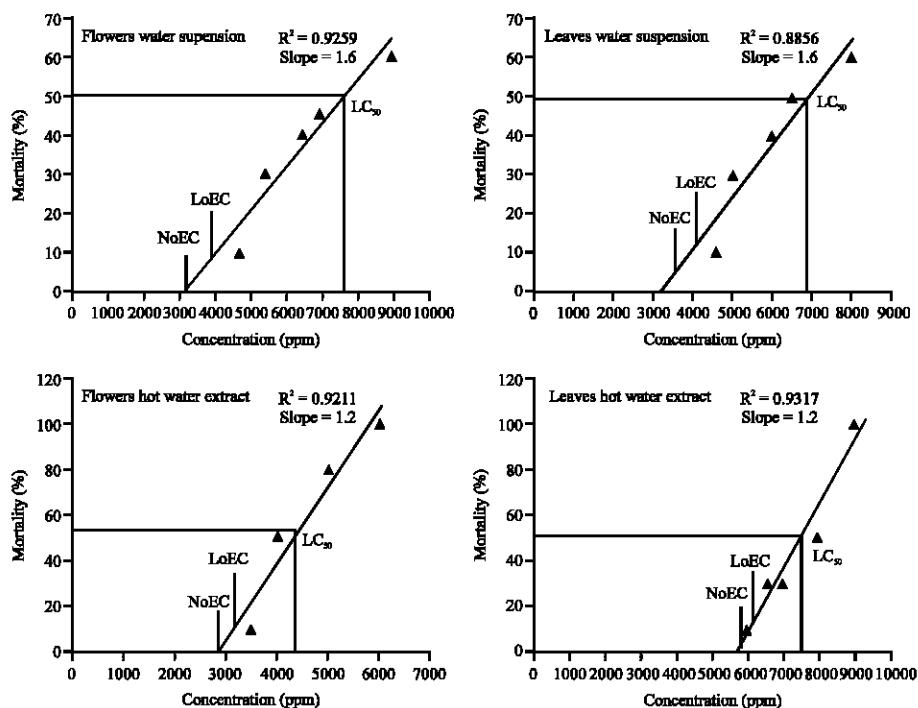 Flowers water supension
R² = 0.9259
Slope = 1.6
Mortality (%)
70
60
50
40
30
20
10
0
LC₅₀
LoEC
NoEC
0 1000 2000 3000 4000 5000 6000 7000 8000 9000 10000
Concentration (ppm)
Leaves water suspension
R² = 0.8856
Slope = 1.6
Mortality (%)
70
60
50
40
30
20
10
0
LC₅₀
LoEC
NoEC
0 1000 2000 3000 4000 5000 6000 7000 8000 9000
Concentration (ppm)
Flowers hot water extract
R² = 0.9211
Slope = 1.2
Mortality (%)
120
100
80
60
40
20
0
LC₅₀
LoEC
NoEC
0 1000 2000 3000 4000 5000 6000 7000
Concentration (ppm)
Leaves hot water extract
R² = 0.9317
Slope = 1.2
Mortality (%)
120
100
80
60
40
20
0
LC₅₀
LoEC
NoEC
0 1000 2000 3000 4000 5000 6000 7000 8000 9000 10000
Concentration (ppm)